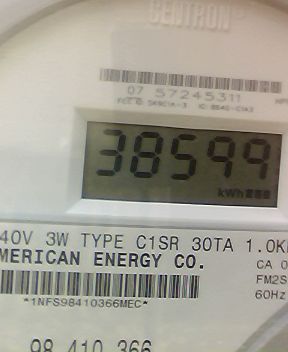 CENTRON®
07 57245311
38599
kWh
40V 3W TYPE C1SR 30TA 1.0K
MERICAN ENERGY CO.
CA 0
FM2S
60Hz
*1NFS98410366MEC*
98 410 366